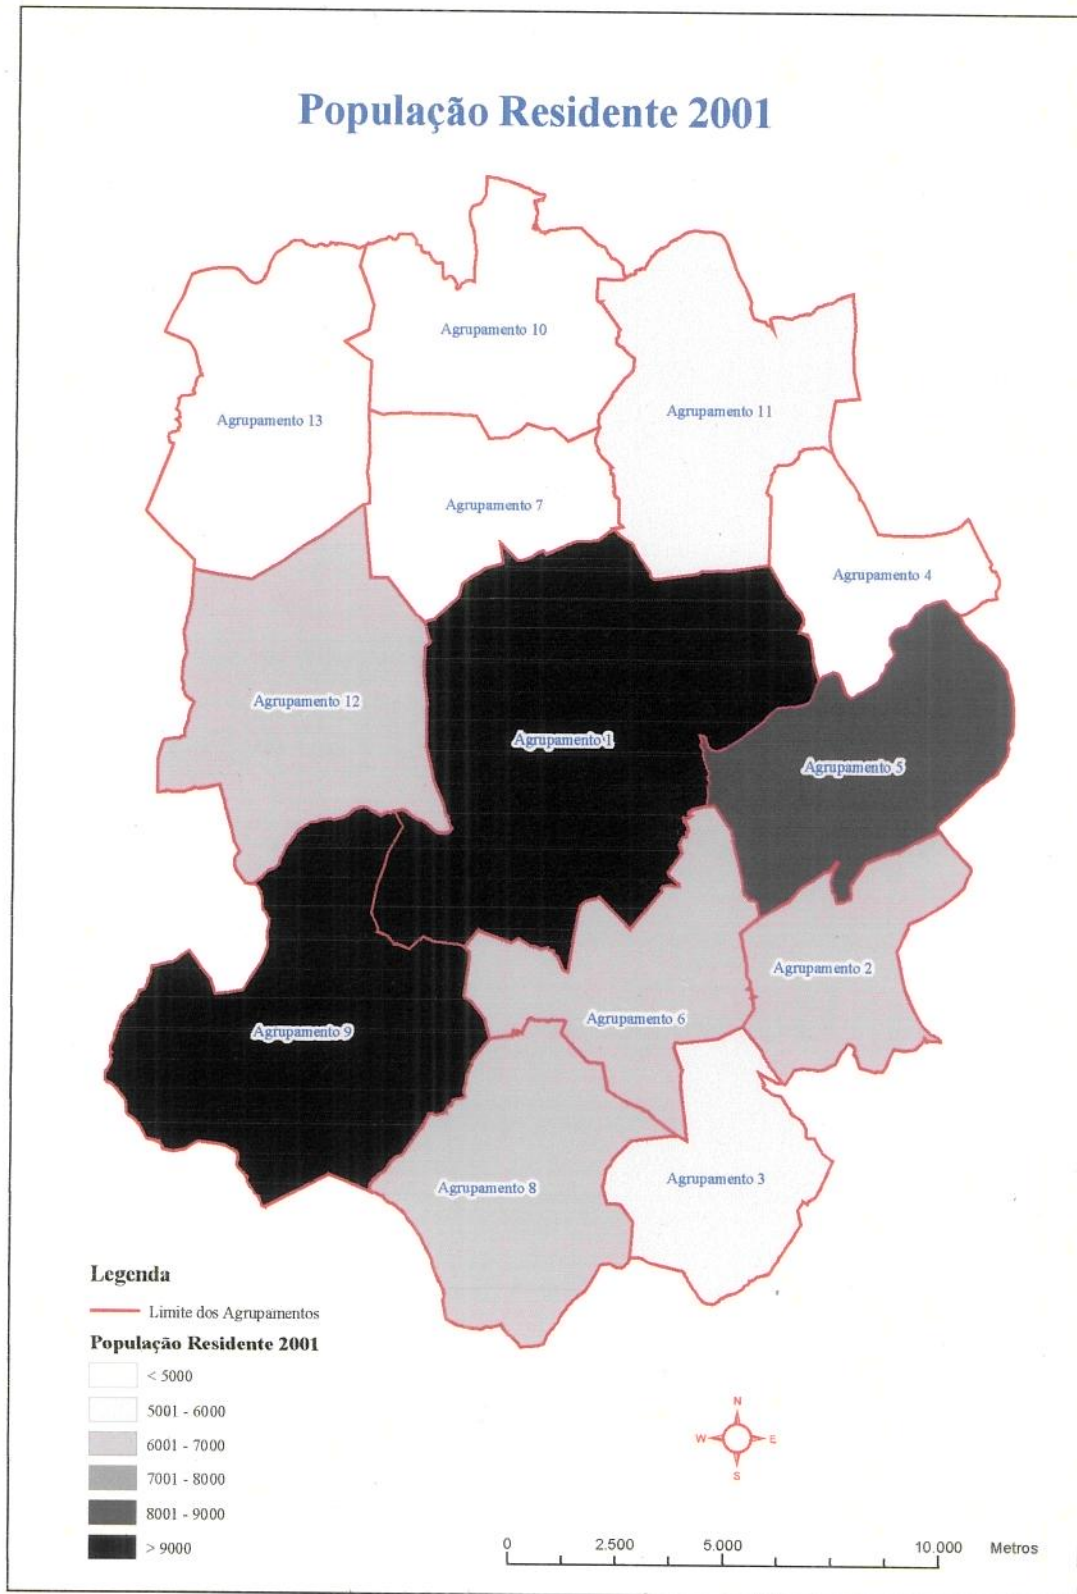 População Residente 2001
Agrupamento 10
Agrupamento 13
Agrupamento 11
Agrupamento 7
Agrupamento 4
Agrupamento 12
Agrupamento 1
Agrupamento 5
Agrupamento 2
Agrupamento 6
Agrupamento 9
Agrupamento 3
Agrupamento 8
Legenda
Limite dos Agrupamentos
População Residente 2001
< 5000
5001 - 6000
6001 - 7000
7001 - 8000
8001 - 9000
> 9000
N
W E
S
0 2.500 5.000 10.000 Metros